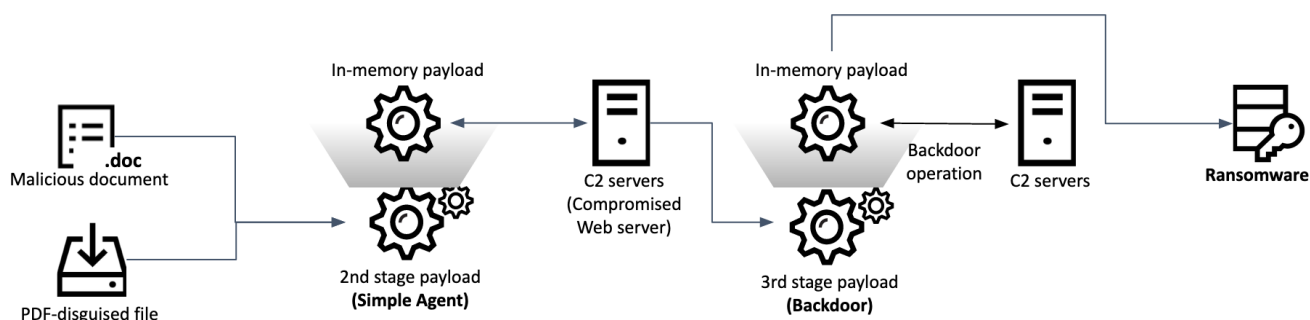 .doc
Malicious document
PDF-disguised file
In-memory payload
2nd stage payload
(Simple Agent)
C2 servers
(Compromised
Web server)
In-memory payload
3rd stage payload
(Backdoor)
Backdoor
operation
C2 servers
Ransomware